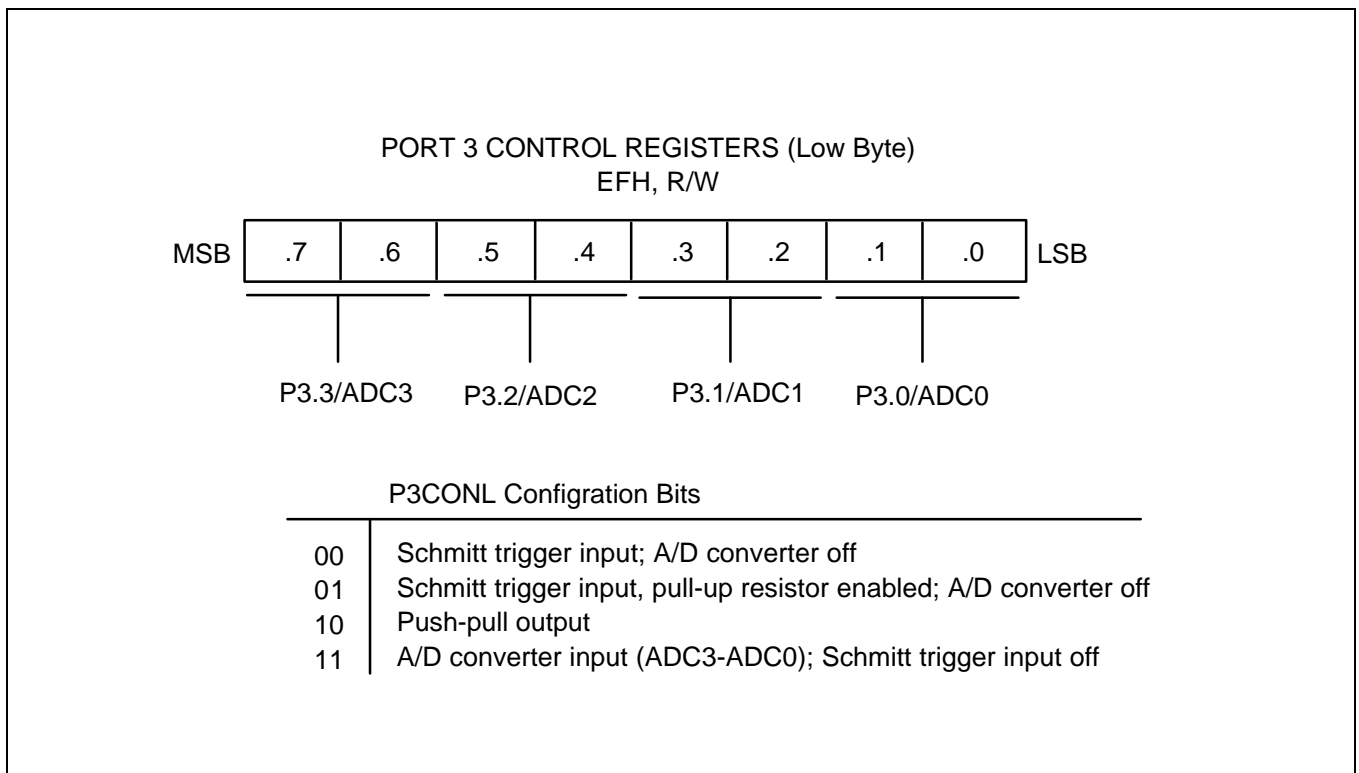 PORT 3 CONTROL REGISTERS (Low Byte)
EFH, R/W
MSB .7 .6 .5 .4 .3 .2 .1 .0 LSB
P3.3/ADC3 P3.2/ADC2 P3.1/ADC1 P3.0/ADC0
P3CONL Configration Bits
00 Schmitt trigger input; A/D converter off
01 Schmitt trigger input, pull-up resistor enabled; A/D converter off
10 Push-pull output
11 A/D converter input (ADC3-ADC0); Schmitt trigger input off